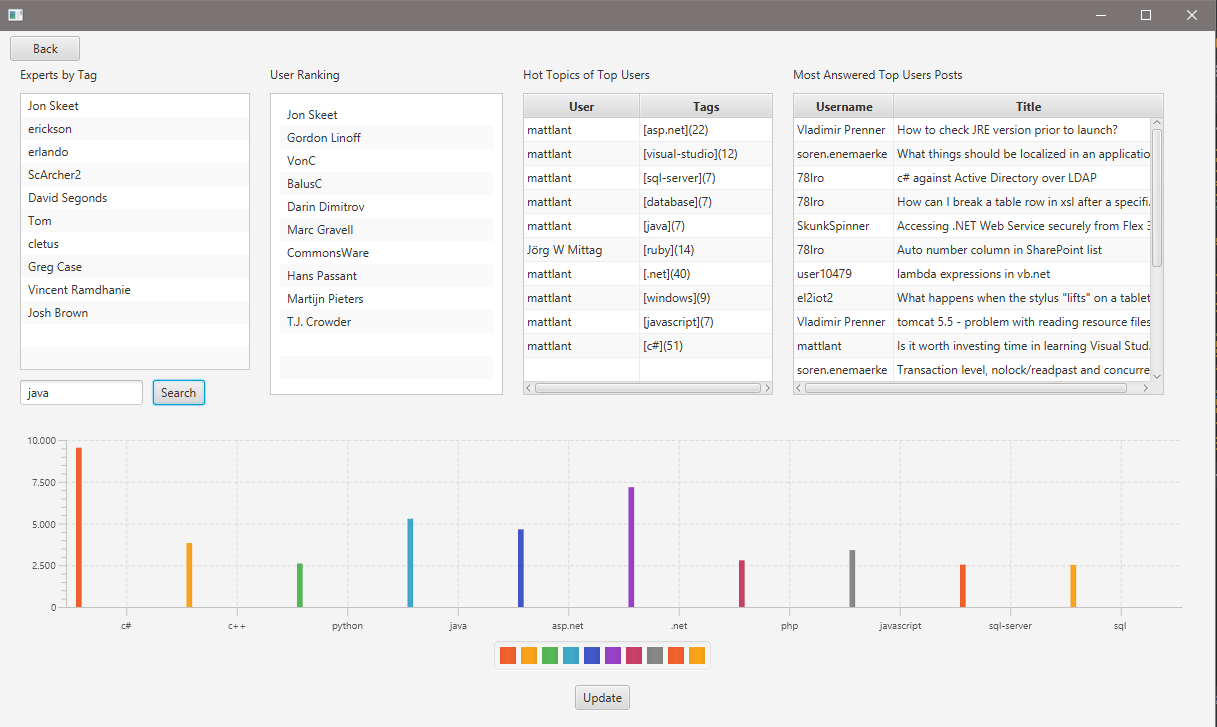 Back
Experts by Tag
Jon Skeet
erickson
erlando
ScArcher2
David Segonds
Tom
cletus
Greg Case
Vincent Ramdhanie
Josh Brown
java Search
User Ranking
Jon Skeet
Gordon Linoff
VonC
BalusC
Darin Dimitrov
Marc Gravell
CommonsWare
Hans Passant
Martijn Pieters
T.J. Crowder
Hot Topics of Top Users
User Tags
mattlant [asp.net](22)
mattlant [visual-studio](12)
mattlant [sql-server](7)
mattlant [database](7)
mattlant [java](7)
Jörg W Mittag [ruby](14)
mattlant [.net](40)
mattlant [windows](9)
mattlant [javascript](7)
mattlant [c#](51)
Most Answered Top Users Posts
Username Title
Vladimir Prenner How to check JRE version prior to launch?
soren.enemaerke What things should be localized in an applicatio
78lro c# against Active Directory over LDAP
78lro How can I break a table row in xsl after a specifi.
SkunkSpinner Accessing .NET Web Service securely from Flex 3
78lro Auto number column in SharePoint list
user10479 lambda expressions in vb.net
el2iot2 What happens when the stylus "lifts" on a tablet
Vladimir Prenner tomcat 5.5 - problem with reading resource files
mattlant Is it worth investing time in learning Visual Stud.
soren.enemaerke Transaction level, nolock/readpast and concurre
10.000
7.500
5.000
2.500
0
c# c++ python java asp.net .net php javascript sql-server sql
Update